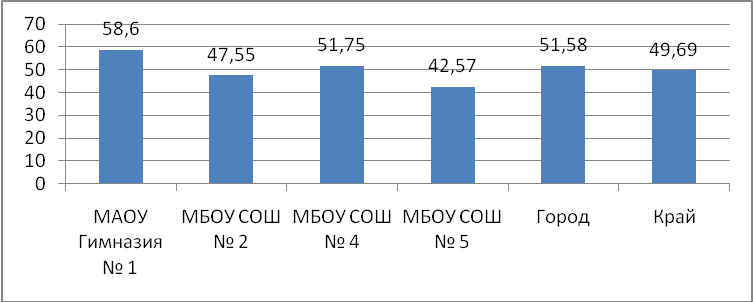 70
60
50
40
30
20
10
0
58,6
47,55
51,75
42,57
51,58
49,69
МАОУ
Гимназия
№ 1
МБОУ СОШ
№ 2
МБОУ СОШ
№ 4
МБОУ СОШ
№ 5
Город
Край